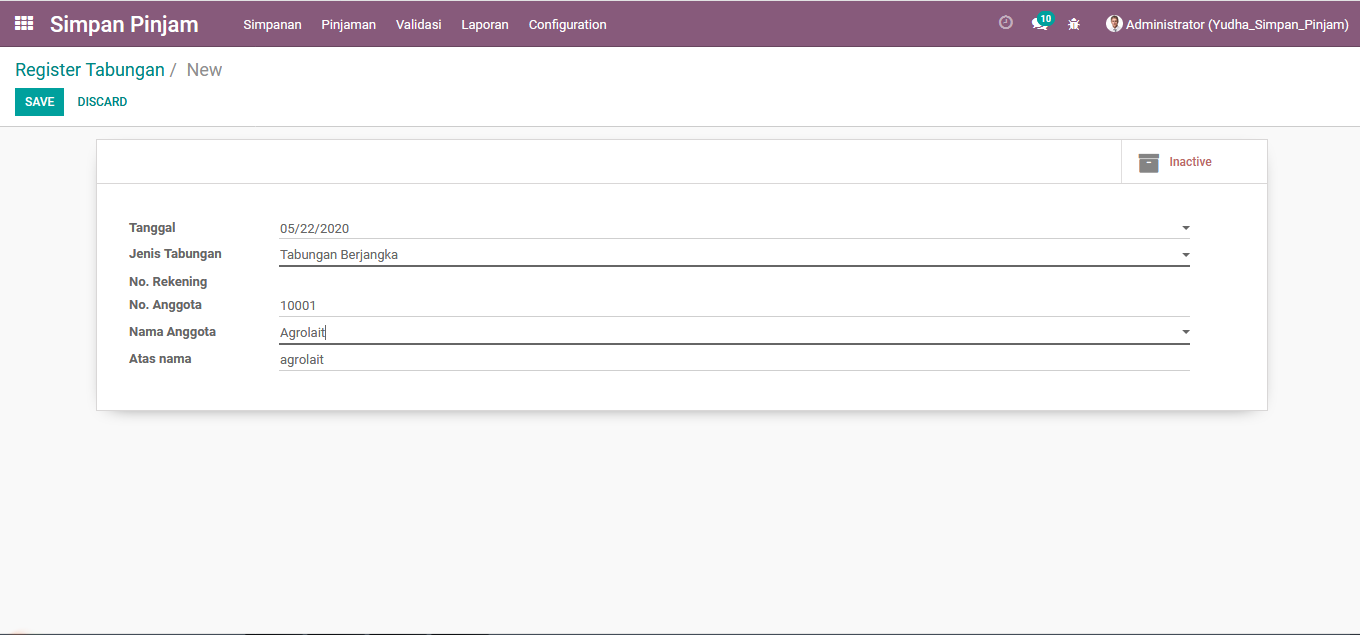 Simpan Pinjam Simpanan Pinjaman Validasi Laporan Configuration 10 Administrator (Yudha_Simpan_Pinjam)
Register Tabungan / New
SAVE DISCARD
Inactive
Tanggal 05/22/2020
Jenis Tabungan Tabungan Berjangka
No. Rekening
No. Anggota 10001
Nama Anggota Agrolait
Atas nama agrolait